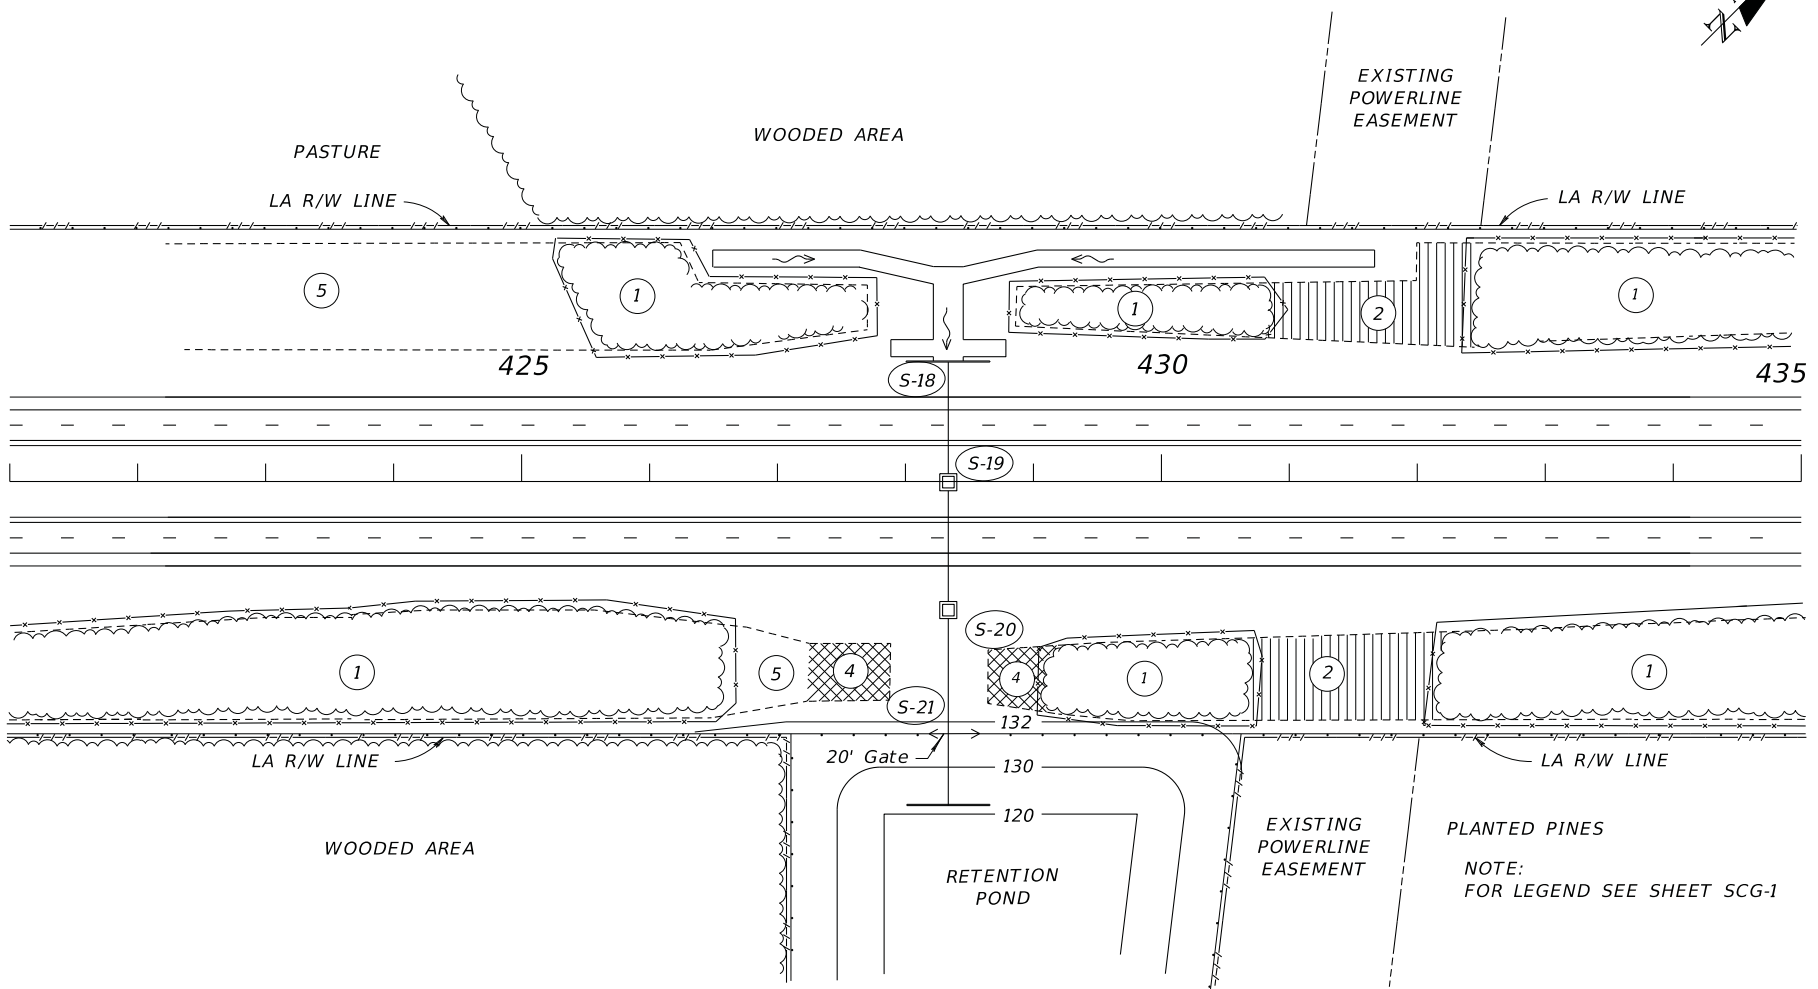 N
EXISTING
POWERLINE
EASEMENT
WOODED AREA
PASTURE
LA R/W LINE
LA R/W LINE
5
1
1
2
1
425
430
435
S-18
S-19
S-20
1
5
4
4
1
2
1
S-21
132
20' Gate
LA R/W LINE
LA R/W LINE
130
120
WOODED AREA
RETENTION
POND
EXISTING
POWERLINE
EASEMENT
PLANTED PINES
NOTE:
FOR LEGEND SEE SHEET SCG-1